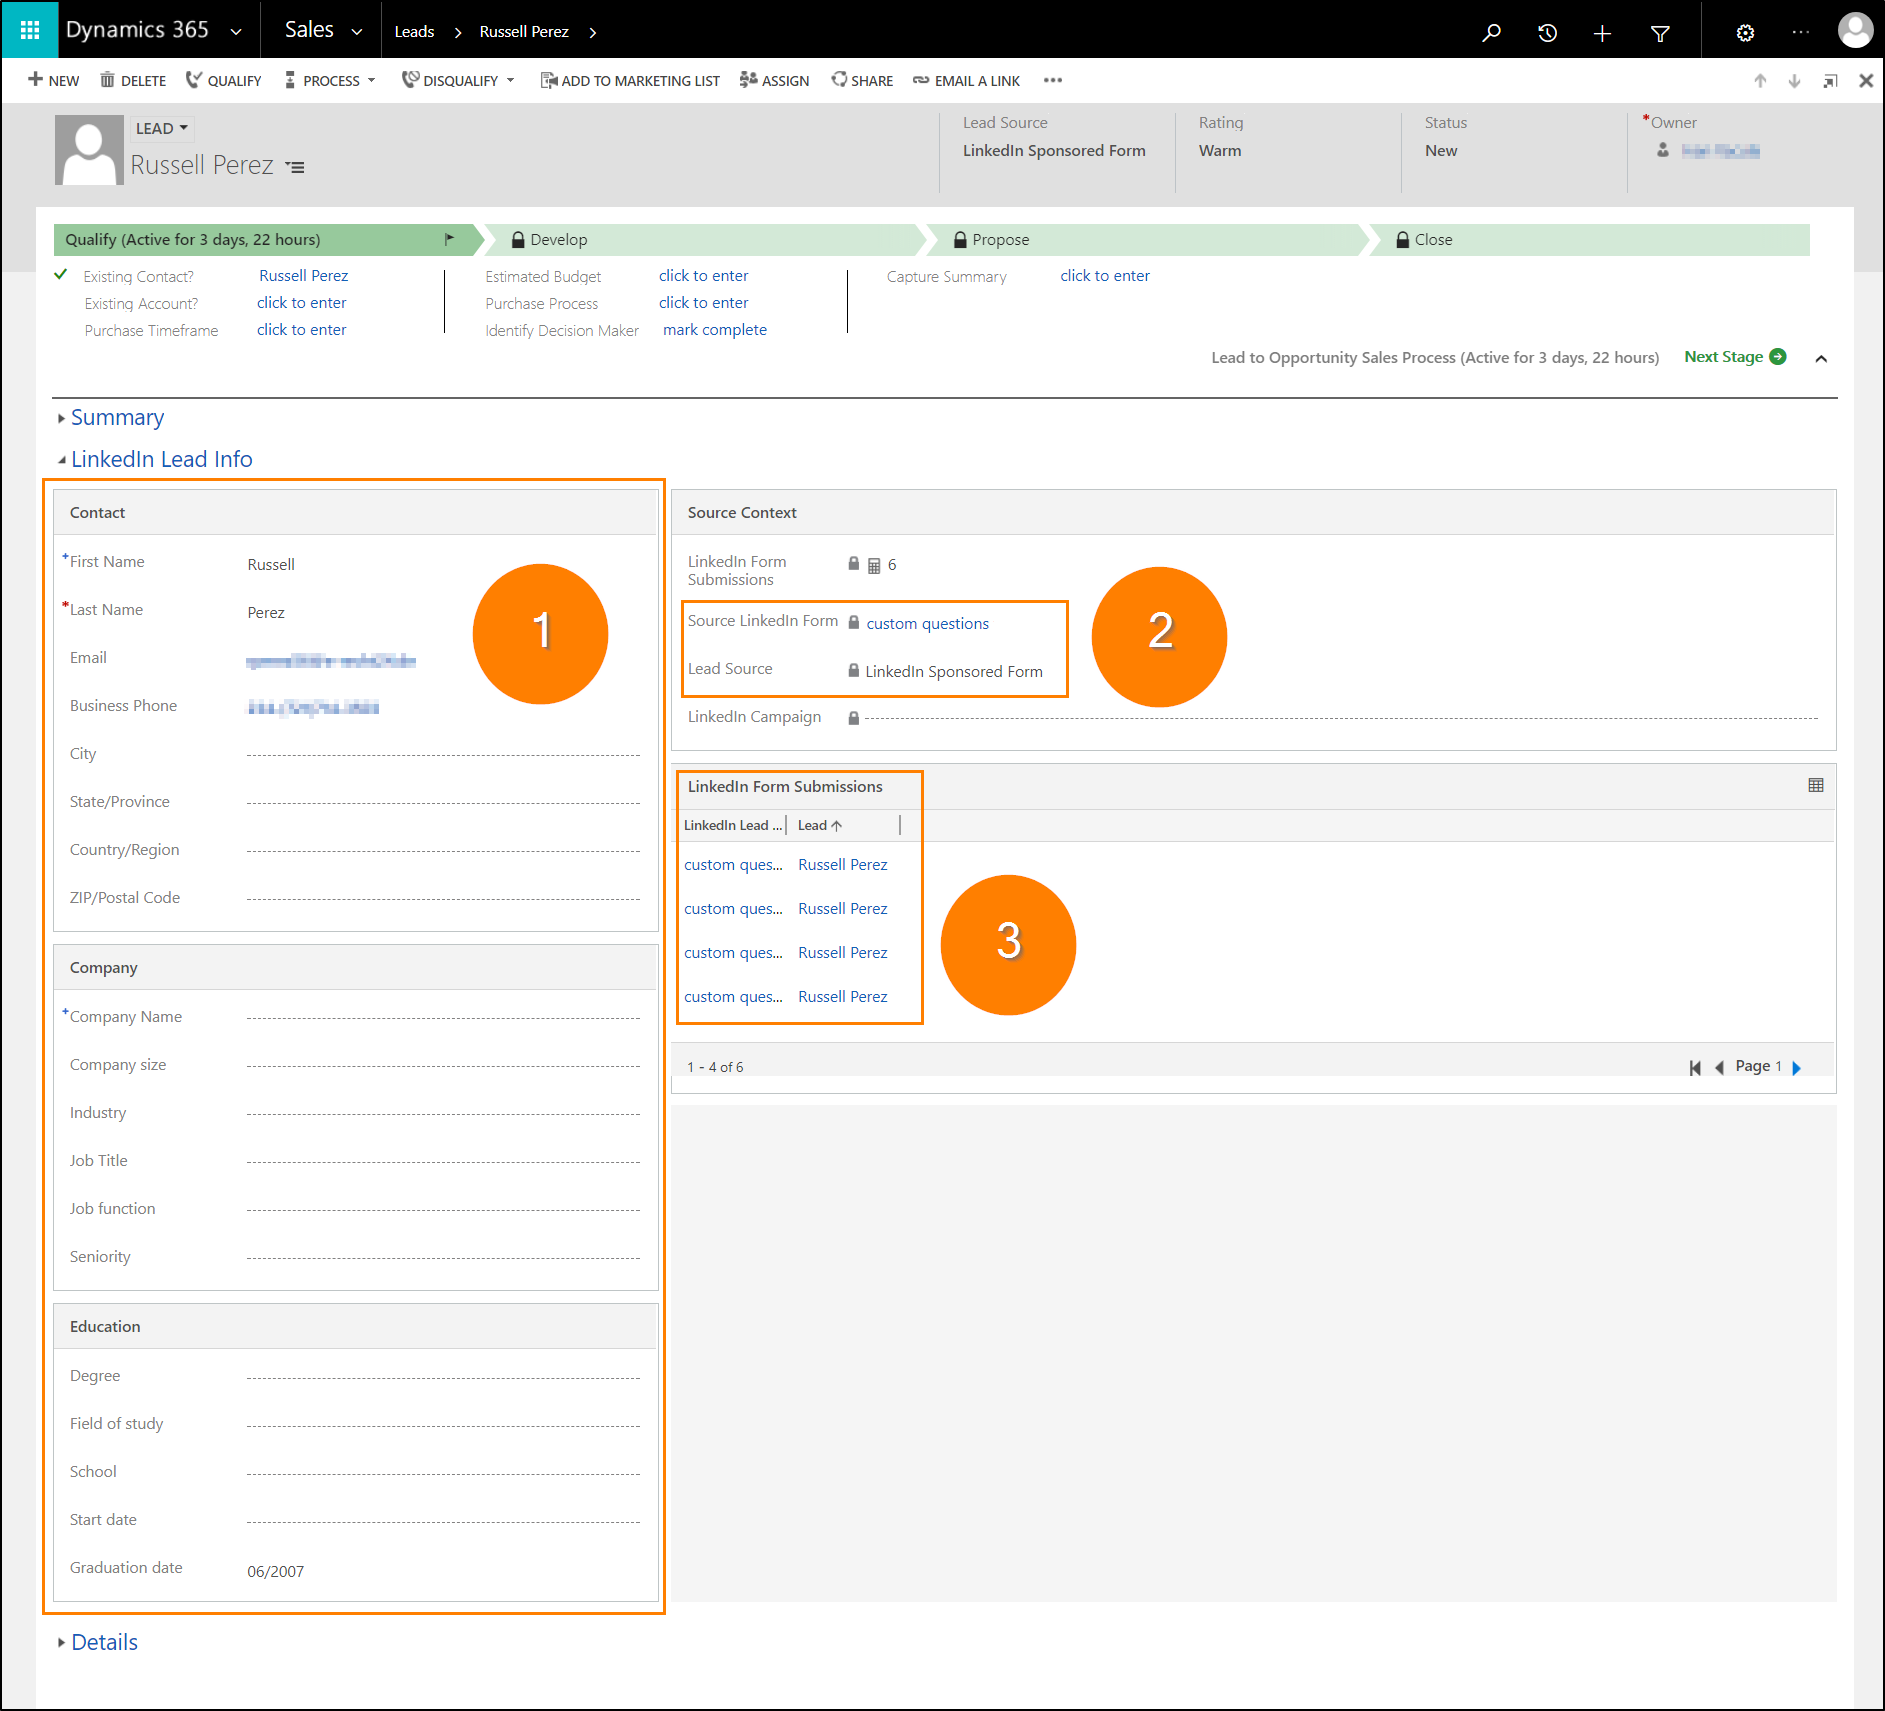 Dynamics 365 Sales Leads > Russell Perez >
NEW DELETE QUALIFY PROCESS DISQUALIFY ADD TO MARKETING LIST ASSIGN SHARE EMAIL A LINK ...
LEAD
Russell Perez
Lead Source
LinkedIn Sponsored Form
Rating
Warm
Status
New
*Owner
Qualify (Active for 3 days, 22 hours) Develop Propose Close
Existing Contact? Russell Perez
Existing Account? click to enter
Purchase Timeframe click to enter
Estimated Budget click to enter
Purchase Process click to enter
Identify Decision Maker mark complete
Capture Summary click to enter
Lead to Opportunity Sales Process (Active for 3 days, 22 hours) Next Stage
Summary
LinkedIn Lead Info
Contact
+First Name Russell
*Last Name Perez
Email
Business Phone
City
State/Province
Country/Region
ZIP/Postal Code
1
Company
+Company Name
Company size
Industry
Job Title
Job function
Seniority
Education
Degree
Field of study
School
Start date
Graduation date 06/2007
Source Context
LinkedIn Form
Submissions 6
Source LinkedIn Form custom questions
Lead Source LinkedIn Sponsored Form
LinkedIn Campaign
2
LinkedIn Form Submissions
LinkedIn Lead ... Lead
custom ques... Russell Perez
custom ques... Russell Perez
custom ques... Russell Perez
custom ques... Russell Perez
3
1 - 4 of 6 Page 1
Details